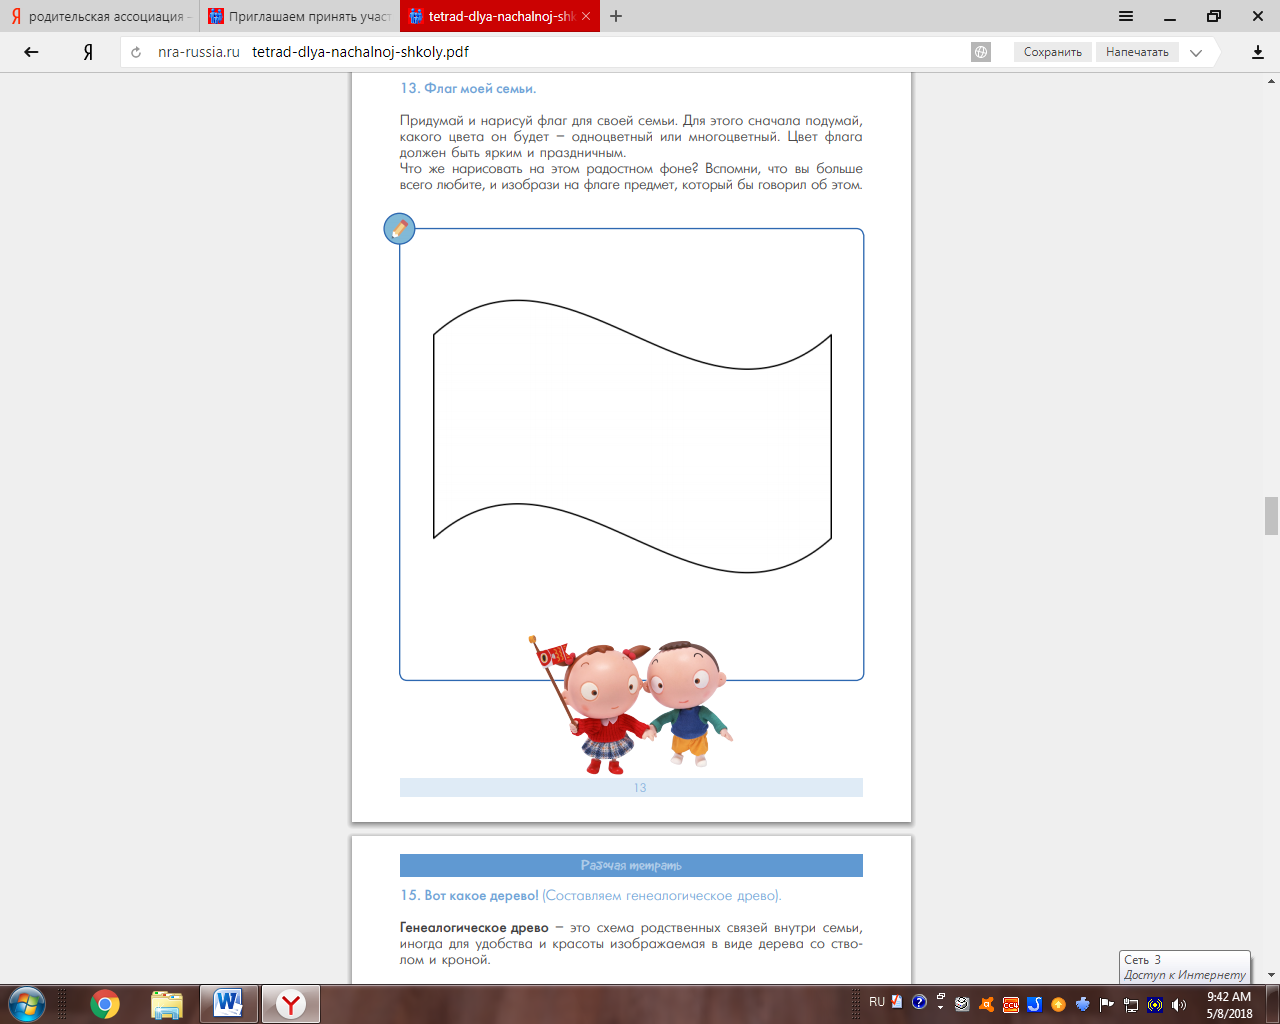 родительская ассоциация -
Приглашаем принять участ
tetrad-dlya-nachalnoj-shk
nra-russia.ru tetrad-dlya-nachalnoj-shkoly.pdf
Сохранить
Напечатать
13. Флаг моей семьи.
Придумай и нарисуй флаг для своей семьи. Для этого сначала подумай,
какого цвета он будет – одноцветный или многоцветный. Цвет флага
должен быть ярким и праздничным.
Что же нарисовать на этом радостном фоне? Вспомни, что вы больше
всего любите, и изобрази на флаге предмет, который бы говорил об этом.
13
Рабочая тетрать
15. Вот какое дерево! (Составляем генеалогическое древо).
Генеалогическое древо – это схема родственных связей внутри семьи,
иногда для удобства и красоты изображаемая в виде дерева со ство-
лом и кроной.
Сеть 3
Доступ к Интернету
RU
9:42 AM
5/8/2018